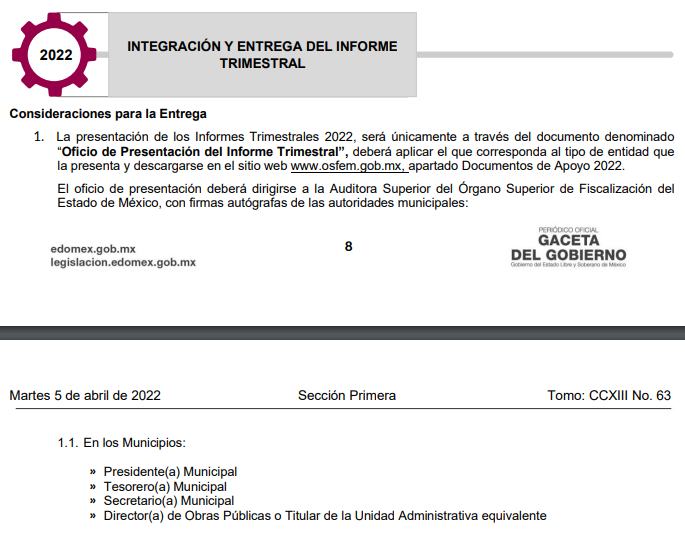 2022
INTEGRACIÓN Y ENTREGA DEL INFORME
TRIMESTRAL
Consideraciones para la Entrega
1. La presentación de los Informes Trimestrales 2022, será únicamente a través del documento denominado
“Oficio de Presentación del Informe Trimestral”, deberá aplicar el que corresponda al tipo de entidad que
la presenta y descargarse en el sitio web www.osfem.gob.mx, apartado Documentos de Apoyo 2022.
El oficio de presentación deberá dirigirse a la Auditora Superior del Órgano Superior de Fiscalización del
Estado de México, con firmas autógrafas de las autoridades municipales:
edomex.gob.mx
legislacion.edomex.gob.mx
8
PERIÓDICO OFICIAL
GACETA
DEL GOBIERNO
Gobierno del Estado Libre y Soberano de México
Martes 5 de abril de 2022 Sección Primera Tomo: CCXIII No. 63
1.1. En los Municipios:
» Presidente(a) Municipal
» Tesorero(a) Municipal
» Secretario(a) Municipal
» Director(a) de Obras Públicas o Titular de la Unidad Administrativa equivalente